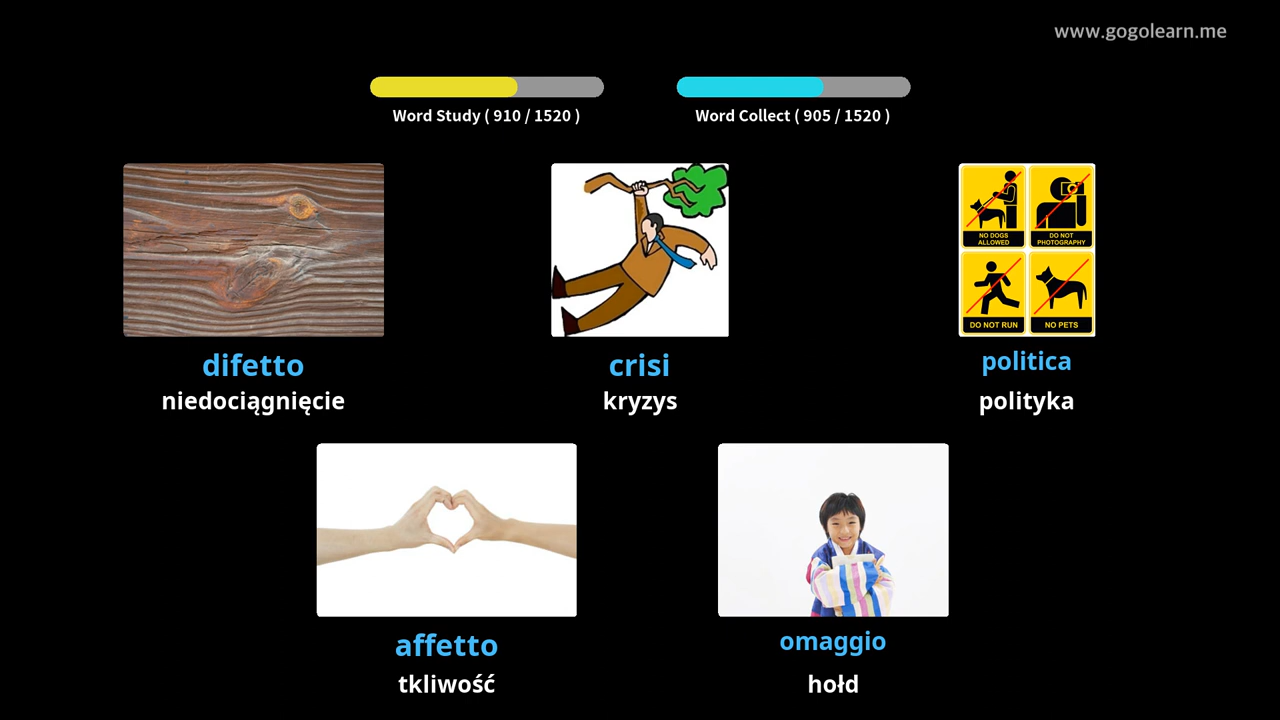 www.gogolearn.me
Word Study ( 910 / 1520 )
Word Collect ( 905 / 1520 )
NO DOGS
ALLOWED
DO NOT
PHOTOGRAPHY
DO NOT RUN
NO PETS
difetto
niedociągnięcie
crisi
kryzys
politica
polityka
affetto
tkliwość
omaggio
hołd